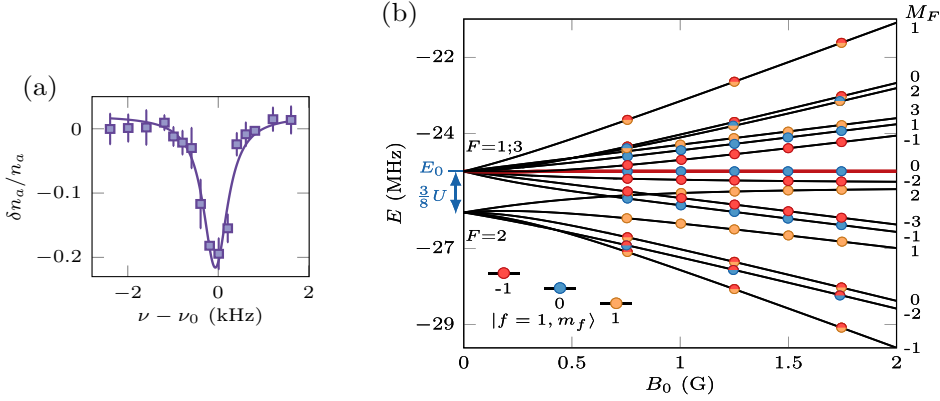 (a)
δn_a/n_a
0
−0.1
−0.2
−2
0
2
ν − ν_0 (kHz)
(b)
E (MHz)
−22
−24
E_0
3/8 U
−27
−29
F=1;3
F=2
-1
0
1
|f = 1, m_f⟩
0
0.5
1
1.5
2
B_0 (G)
M_F
1
0
2
3
-1
0
-2
2
-3
-1
1
0
-2
-1